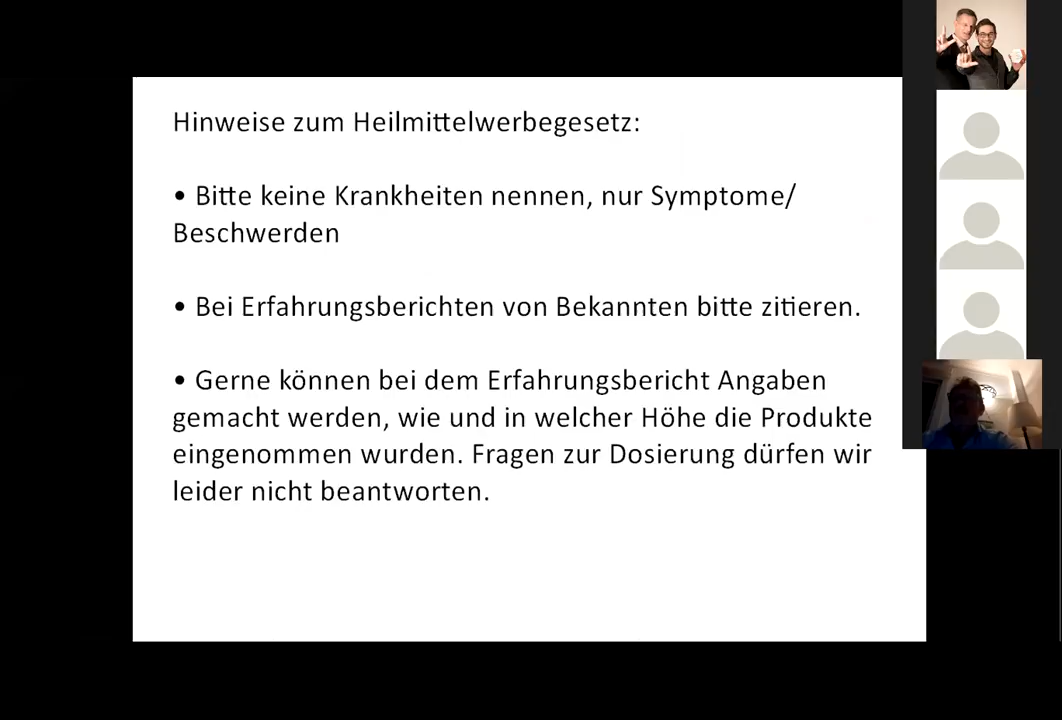 Hinweise zum Heilmittelwerbegesetz:
• Bitte keine Krankheiten nennen, nur Symptome/
Beschwerden
• Bei Erfahrungsberichten von Bekannten bitte zitieren.
• Gerne können bei dem Erfahrungsbericht Angaben
gemacht werden, wie und in welcher Höhe die Produkte
eingenommen wurden. Fragen zur Dosierung dürfen wir
leider nicht beantworten.